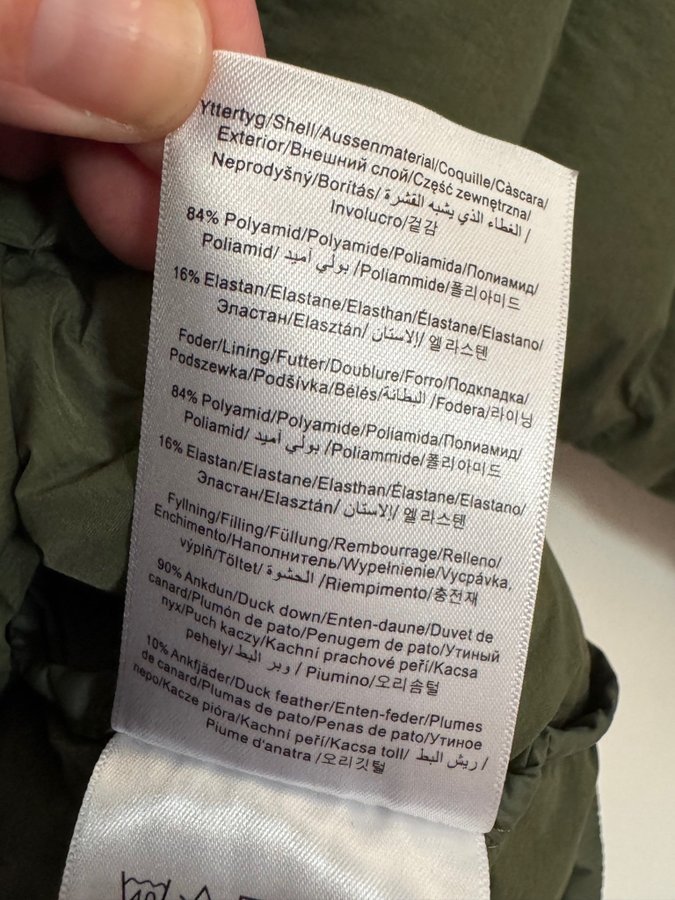 Yttertyg/Shell/Aussenmaterial/Coquille/Càscara/
Exterior/Внешний слой/Część zewnętrzna/
Neprodyšný/Borítás/ الغطاء الذي يشبه القشرة /
Involucro/겉감
84% Polyamid/Polyamide/Poliamida/Полиамид/
Poliamid/ بولي أميد /Poliammide/폴리아미드
16% Elastan/Elastane/Elasthan/Élastane/Elastano/
Эластан/Elasztán/ الاستان/ 엘라스텐
Foder/Lining/Futter/Doublure/Forro/Подкладка/
Podszewka/Podšívka/Bélés/البطانة /Fodera/라이닝
84% Polyamid/Polyamide/Poliamida/Полиамид/
Poliamid/ بولي أميد /Poliammide/폴리아미드
16% Elastan/Elastane/Elasthan/Élastane/Elastano/
Эластан/Elasztán/ الاستان/ 엘라스텐
Fyllning/Filling/Füllung/Rembourrage/Relleno/
Enchimento/Наполнитель/Wypełnienie/Vycpávka,
výpiň/Töltet/ الحشوة /Riempimento/충전재
90% Ankdun/Duck down/Enten-daune/Duvet de
canard/Plumón de pato/Penugem de pato/Утиный
пух/Puch kaczy/Kachní prachové peří/Kacsa
pehely/ وبر البط / Piumino/오리솜털
10% Ankfjäder/Duck feather/Enten-feder/Plumes
de canard/Plumas de pato/Penas de pato/Утиное
перо/Kacze pióra/Kachní peří/Kacsa toll/ ريش البط /
Piume d'anatra /오리깃털
40